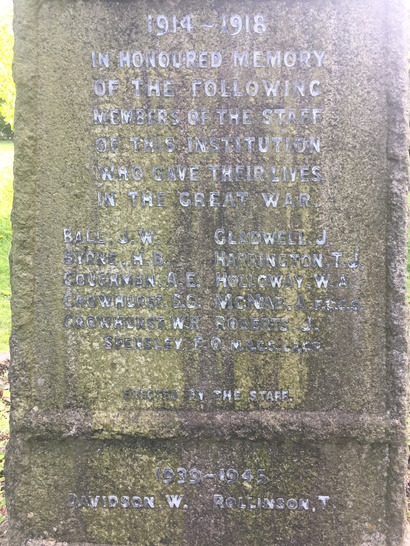 1914-1918
IN HONOURED MEMORY
OF THE FOLLOWING
MEMBERS OF THE STAFF
OF THIS INSTITUTION
WHO GAVE THEIR LIVES
IN THE GREAT WAR.
BALL, J. W. GLADWELL J.
BYRNE, H. B. HARRINGTON T. J.
COUCHMAN, A. E. HOLLOWAY W. A.
CROWHURST, C. G. A.
CROWHURST, W. R. ROBERTS J.
SPENSLEY, F. O.
ERECTED BY THE STAFF.
1939-1945
DAVIDSON W. ROLLINSON, T.